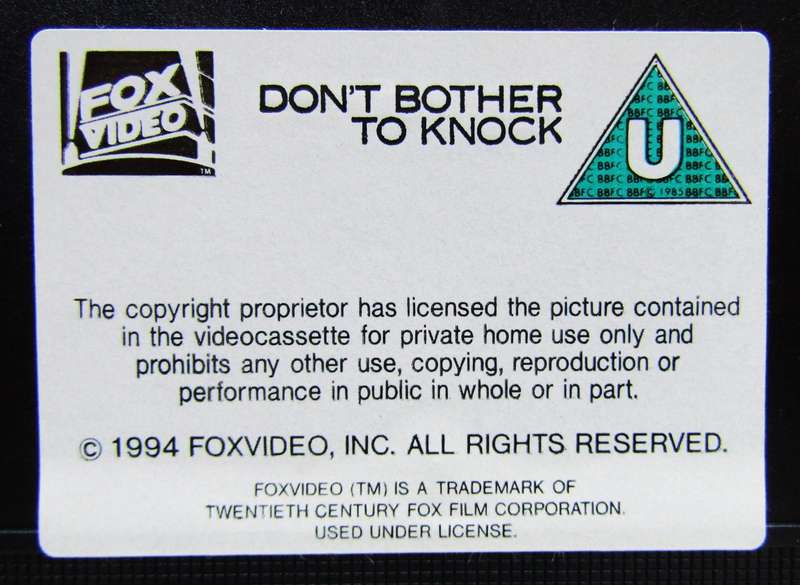 FOX
VIDEO
TM
DON'T BOTHER
TO KNOCK
U
BBFC
© 1985
The copyright proprietor has licensed the picture contained
in the videocassette for private home use only and
prohibits any other use, copying, reproduction or
performance in public in whole or in part.
© 1994 FOXVIDEO, INC. ALL RIGHTS RESERVED.
FOXVIDEO (TM) IS A TRADEMARK OF
TWENTIETH CENTURY FOX FILM CORPORATION.
USED UNDER LICENSE.